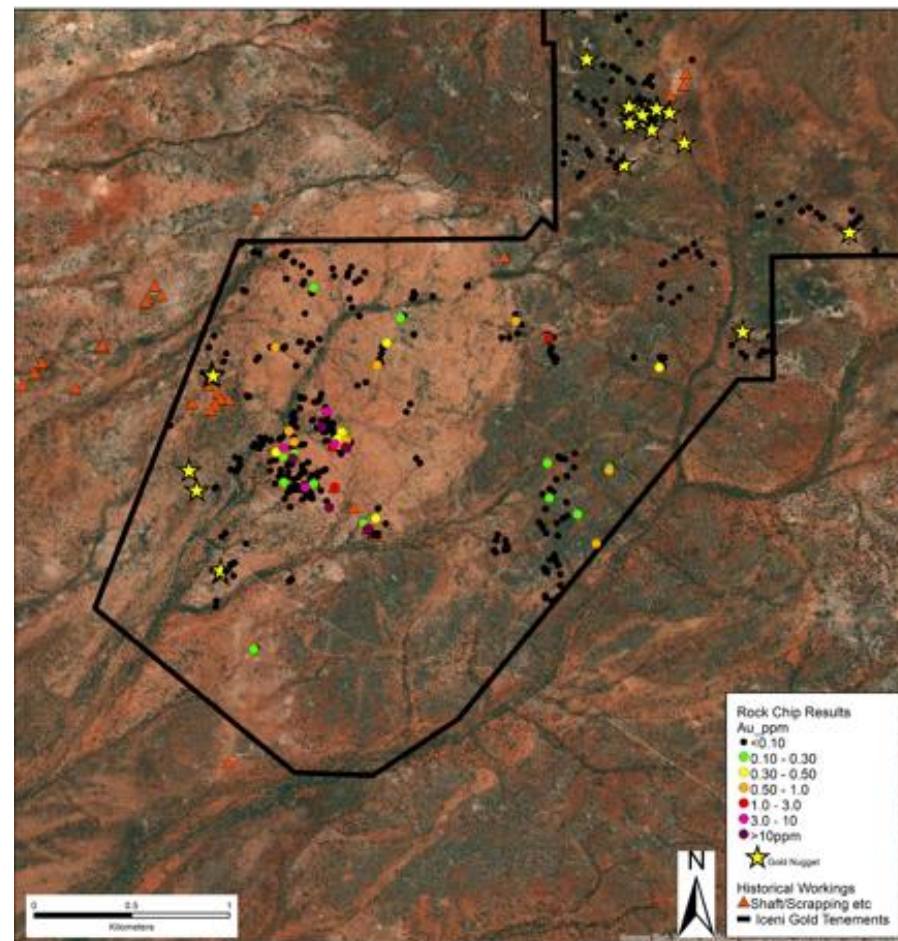 Rock Chip Results
Au_ppm
<0.10
0.10 - 0.30
0.30 - 0.50
0.50 - 1.0
1.0 - 3.0
3.0 - 10
>10ppm
Gold Nugget
Historical Workings
Shaft/Scrapping etc
Iceni Gold Tenements
N
0 0.5 1
Kilometers